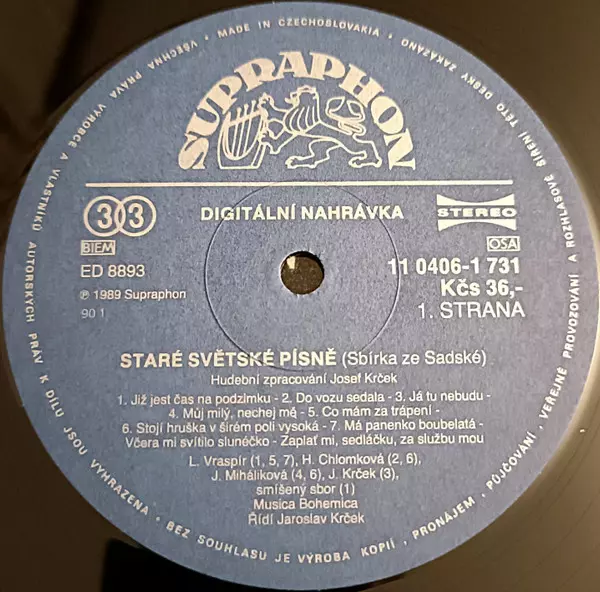 MADE IN CZECHOSLOVAKIA • VŠECHNA PRÁVA VÝROBCE A VLASTNÍKŮ AUTORSKÝCH PRÁV K DÍLU JSOU VYHRAZENA • BEZ SOUHLASU JE VÝROBA KOPIÍ, PRONÁJEM, PŮJČOVÁNÍ, VEŘEJNÉ PROVOZOVÁNÍ A ROZHLASOVÉ ŠÍŘENÍ TÉTO DESKY ZAKÁZÁNO •
SUPRAPHON
33
DIGITÁLNÍ NAHRÁVKA
STEREO
BIEM
OSA
ED 8893
11 0406-1 731
℗ 1989 Supraphon
Kčs 36,-
90 1
1. STRANA
STARÉ SVĚTSKÉ PÍSNĚ (Sbírka ze Sadské)
Hudební zpracování Josef Krček
1. Již jest čas na podzimku - 2. Do vozu sedala - 3. Já tu nebudu -
4. Můj milý, nechej mě - 5. Co mám za trápení -
6. Stojí hruška v širém poli vysoká - 7. Má panenko boubelatá -
Včera mi svítilo slunéčko - Zaplať mi, sedláčku, za službu mou
L. Vraspír (1, 5, 7), H. Chlomková (2, 6),
J. Miháliková (4, 6), J. Krček (3),
smíšený sbor (1)
Musica Bohemica
Řídí Jaroslav Krček